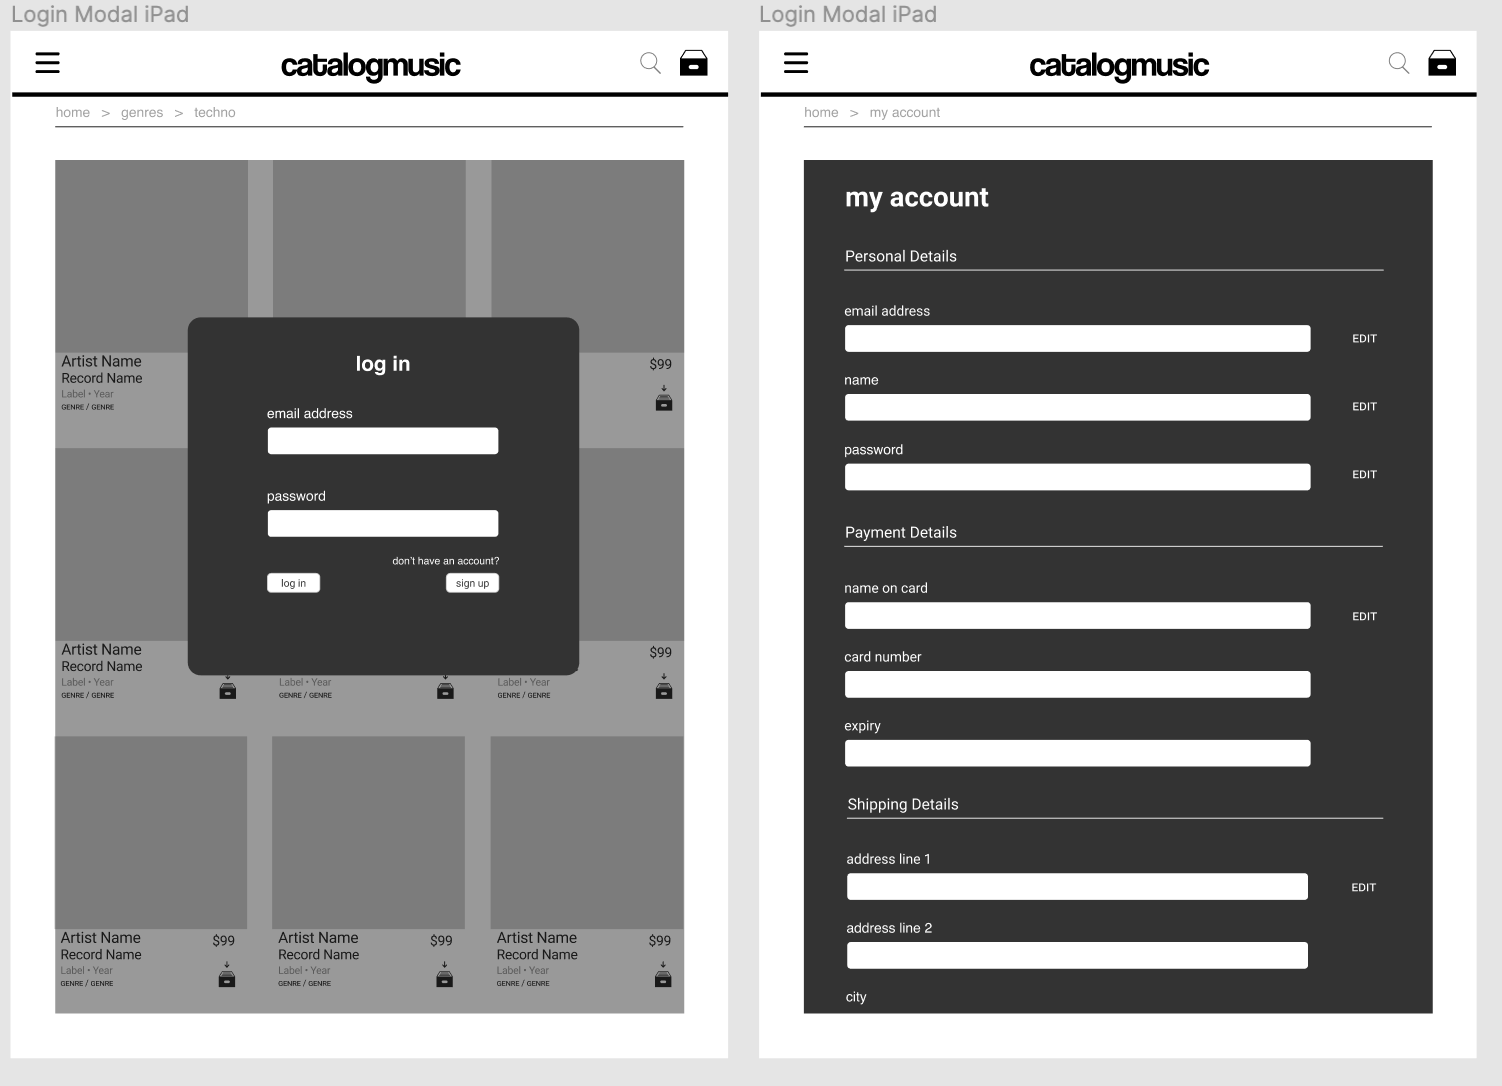 Login Modal iPad
catalogmusic
home > genres > techno
log in
email address
password
don't have an account?
log in
sign up
Artist Name
Record Name
Label • Year
GENRE / GENRE
$99
Artist Name
Record Name
Label • Year
GENRE / GENRE
Label • Year
GENRE / GENRE
$99
Label • Year
GENRE / GENRE
Artist Name $99
Record Name
Label • Year
GENRE / GENRE
Artist Name $99
Record Name
Label • Year
GENRE / GENRE
Artist Name $99
Record Name
Label • Year
GENRE / GENRE
Login Modal iPad
catalogmusic
home > my account
my account
Personal Details
email address
EDIT
name
EDIT
password
EDIT
Payment Details
name on card
EDIT
card number
expiry
Shipping Details
address line 1
EDIT
address line 2
city